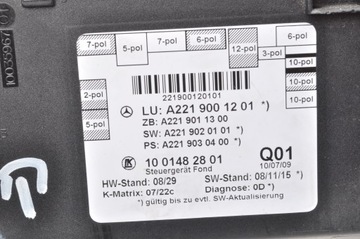 7-pol
5-pol
7-pol
6-pol
12-pol
3-pol
6-pol
10-pol
10-pol
10-pol
10-pol
2-pol
5-pol
221900120101
LU: A221 900 12 01 *)
ZB: A221 901 13 00
SW: A221 902 01 01 *)
PS: A221 903 04 00 *)
10 0148 28 01
Q01
Steuergerät Fond
10/07/09
HW-Stand: 08/29
SW-Stand: 08/11/15 *)
K-Matrix: 07/22c
Diagnose: 0D *)
*) gültig bis zu evtl. SW-Aktualisierung